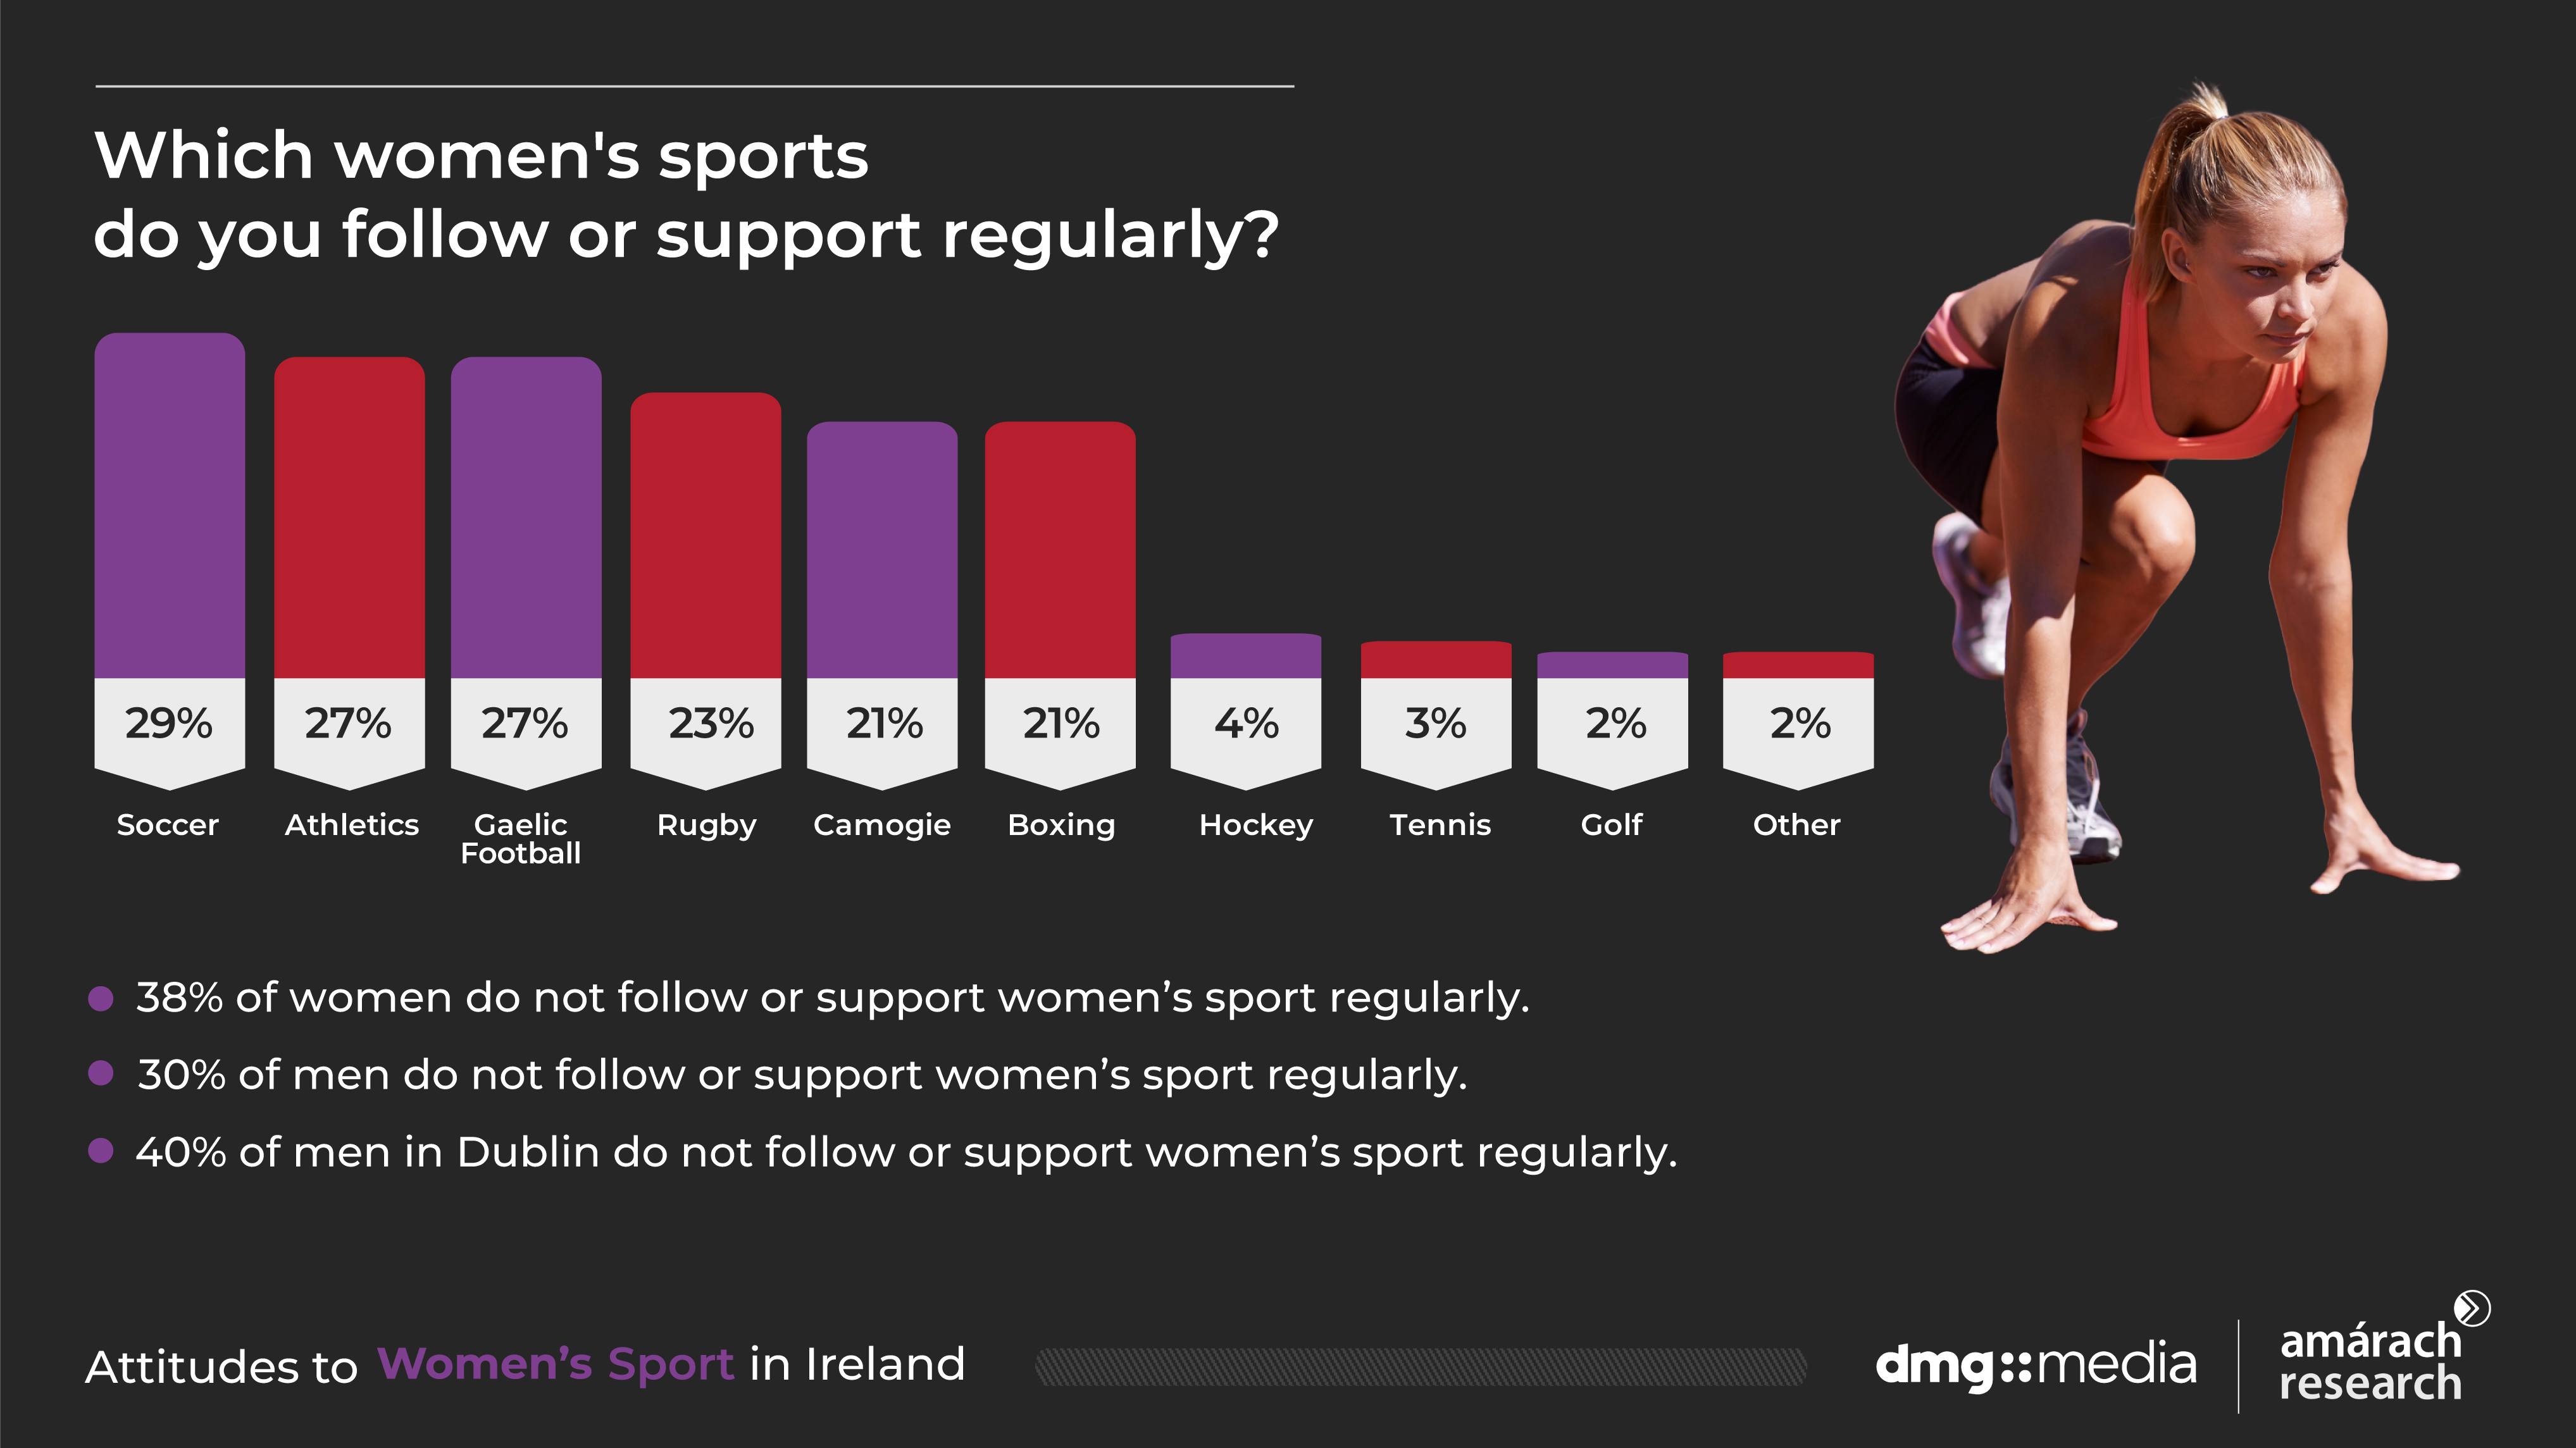 Which women's sports
do you follow or support regularly?
29%
27%
27%
23%
21%
21%
4%
3%
2%
2%
Soccer
Athletics
Gaelic
Football
Rugby
Camogie
Boxing
Hockey
Tennis
Golf
Other
38% of women do not follow or support women’s sport regularly.
30% of men do not follow or support women’s sport regularly.
40% of men in Dublin do not follow or support women’s sport regularly.
Attitudes to Women’s Sport in Ireland
dmg::media
amárach
research